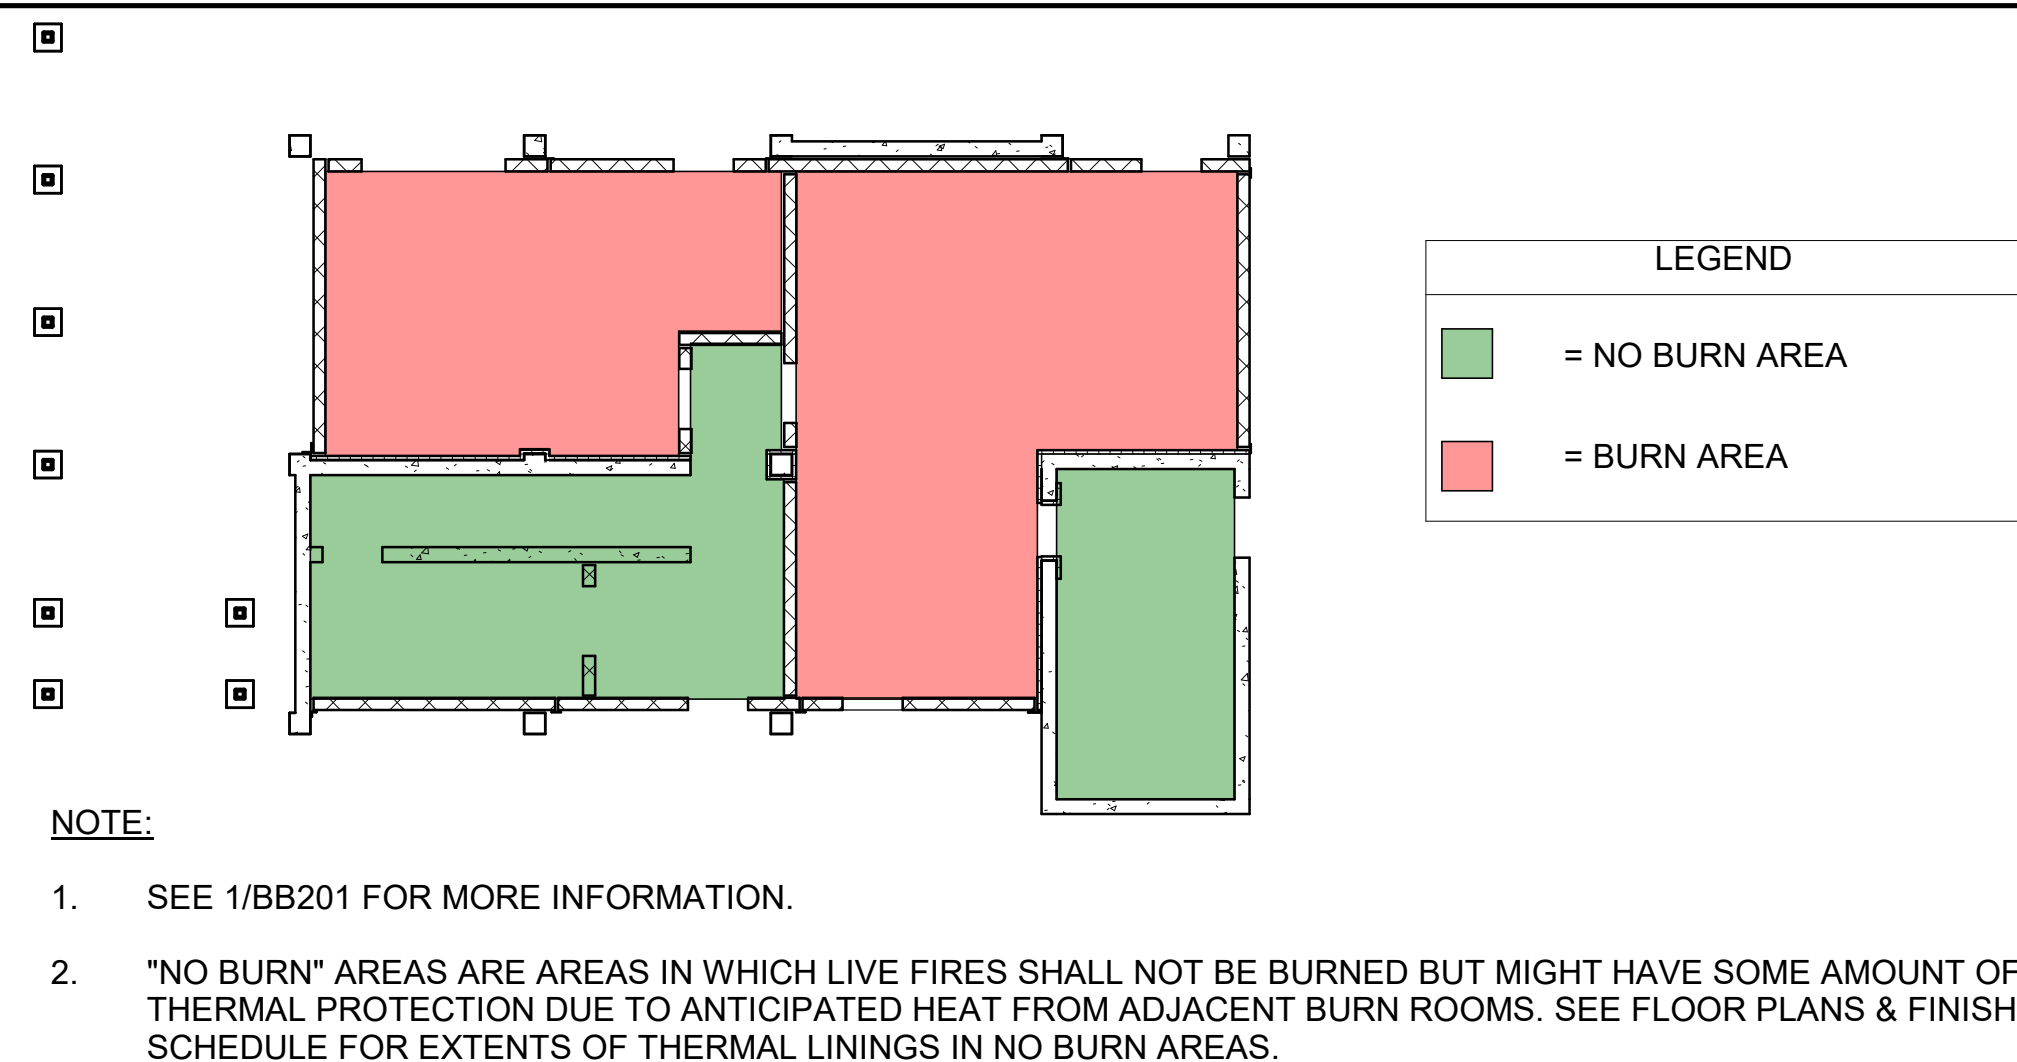 LEGEND
= NO BURN AREA
= BURN AREA
NOTE:
1. SEE 1/BB201 FOR MORE INFORMATION.
2. "NO BURN" AREAS ARE AREAS IN WHICH LIVE FIRES SHALL NOT BE BURNED BUT MIGHT HAVE SOME AMOUNT OF
THERMAL PROTECTION DUE TO ANTICIPATED HEAT FROM ADJACENT BURN ROOMS. SEE FLOOR PLANS & FINISH
SCHEDULE FOR EXTENTS OF THERMAL LININGS IN NO BURN AREAS.